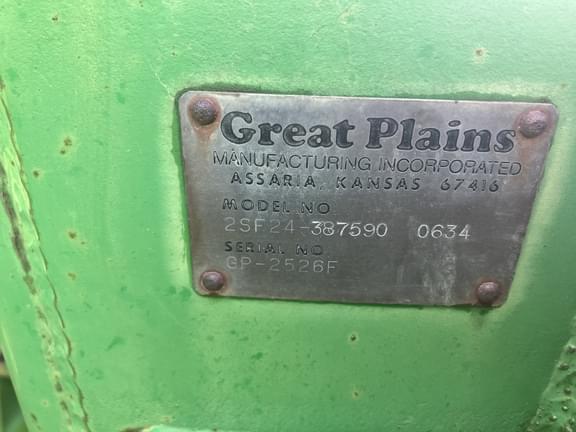 Great Plains
MANUFACTURING INCORPORATED
ASSARIA, KANSAS 67416
MODEL NO
2SF24-387590 0634
SERIAL NO
GP-2526F